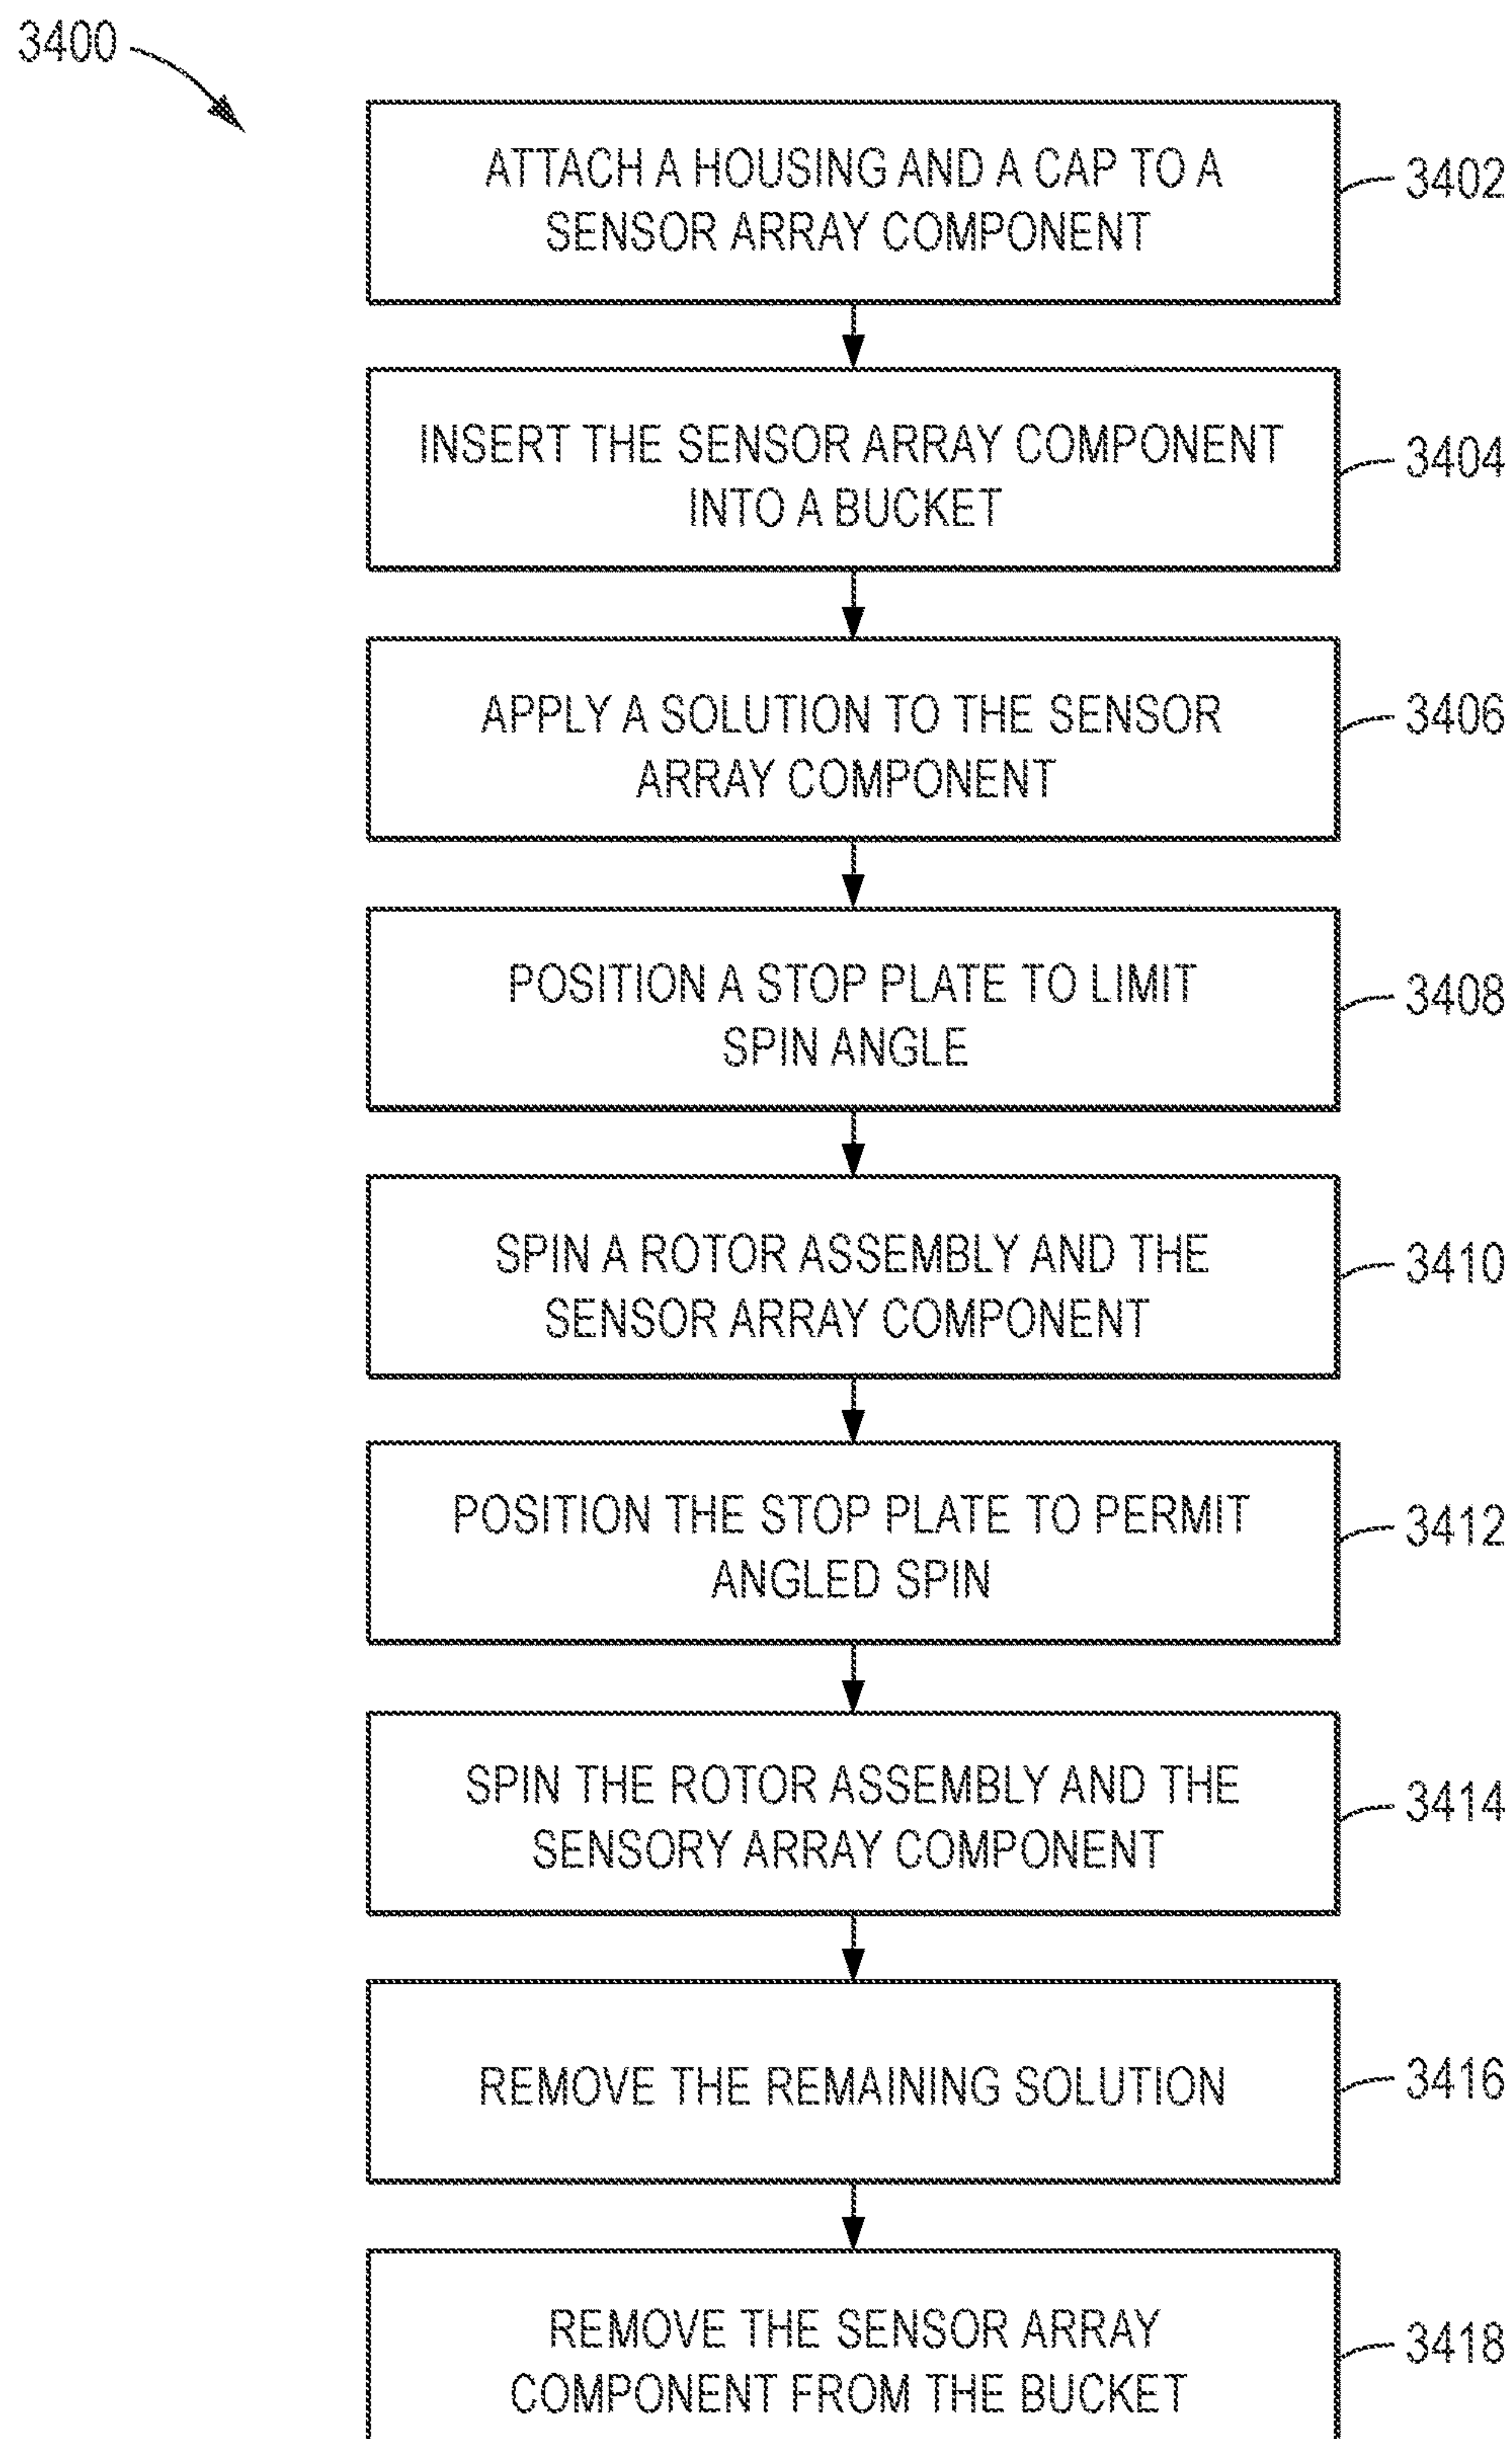 3400
ATTACH A HOUSING AND A CAP TO A
SENSOR ARRAY COMPONENT
3402
INSERT THE SENSOR ARRAY COMPONENT
INTO A BUCKET
3404
APPLY A SOLUTION TO THE SENSOR
ARRAY COMPONENT
3406
POSITION A STOP PLATE TO LIMIT
SPIN ANGLE
3408
SPIN A ROTOR ASSEMBLY AND THE
SENSOR ARRAY COMPONENT
3410
POSITION THE STOP PLATE TO PERMIT
ANGLED SPIN
3412
SPIN THE ROTOR ASSEMBLY AND THE
SENSORY ARRAY COMPONENT
3414
REMOVE THE REMAINING SOLUTION
3416
REMOVE THE SENSOR ARRAY
COMPONENT FROM THE BUCKET
3418